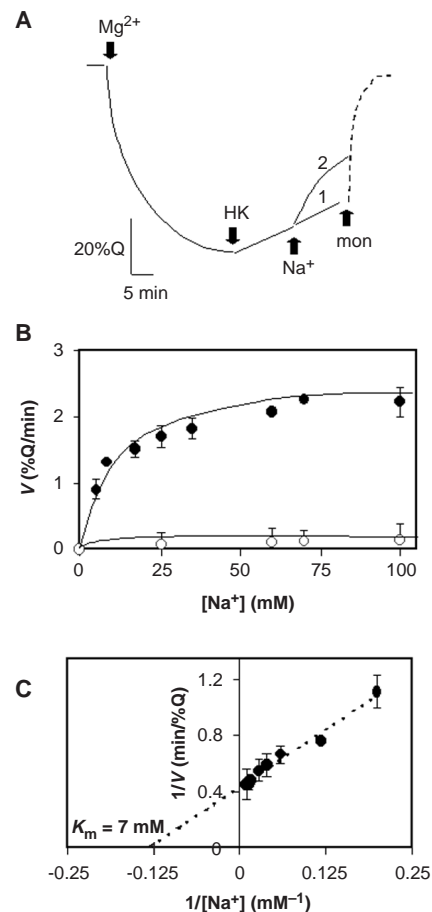 A
Mg²⁺
HK
2
1
20%Q
5 min
Na⁺
mon
B
3
2
1
0
V (%Q/min)
0 25 50 75 100
[Na⁺] (mM)
C
1.2
0.8
0.4
0
1/V (min/%Q)
Kₘ = 7 mM
-0.25 -0.125 0 0.125 0.25
1/[Na⁺] (mM⁻¹)